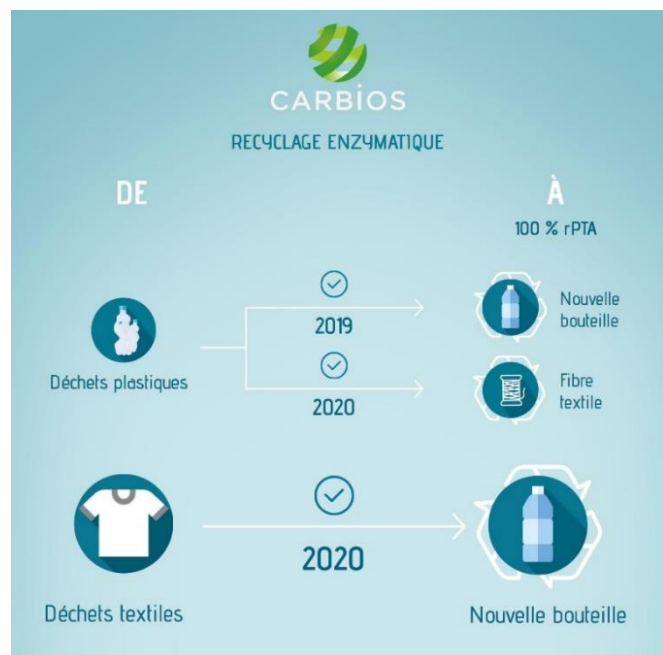 CARBIOS
RECYCLAGE ENZYMATIQUE
DE
À
100 % rPTA
Déchets plastiques
2019
Nouvelle
bouteille
2020
Fibre
textile
Déchets textiles
2020
Nouvelle bouteille